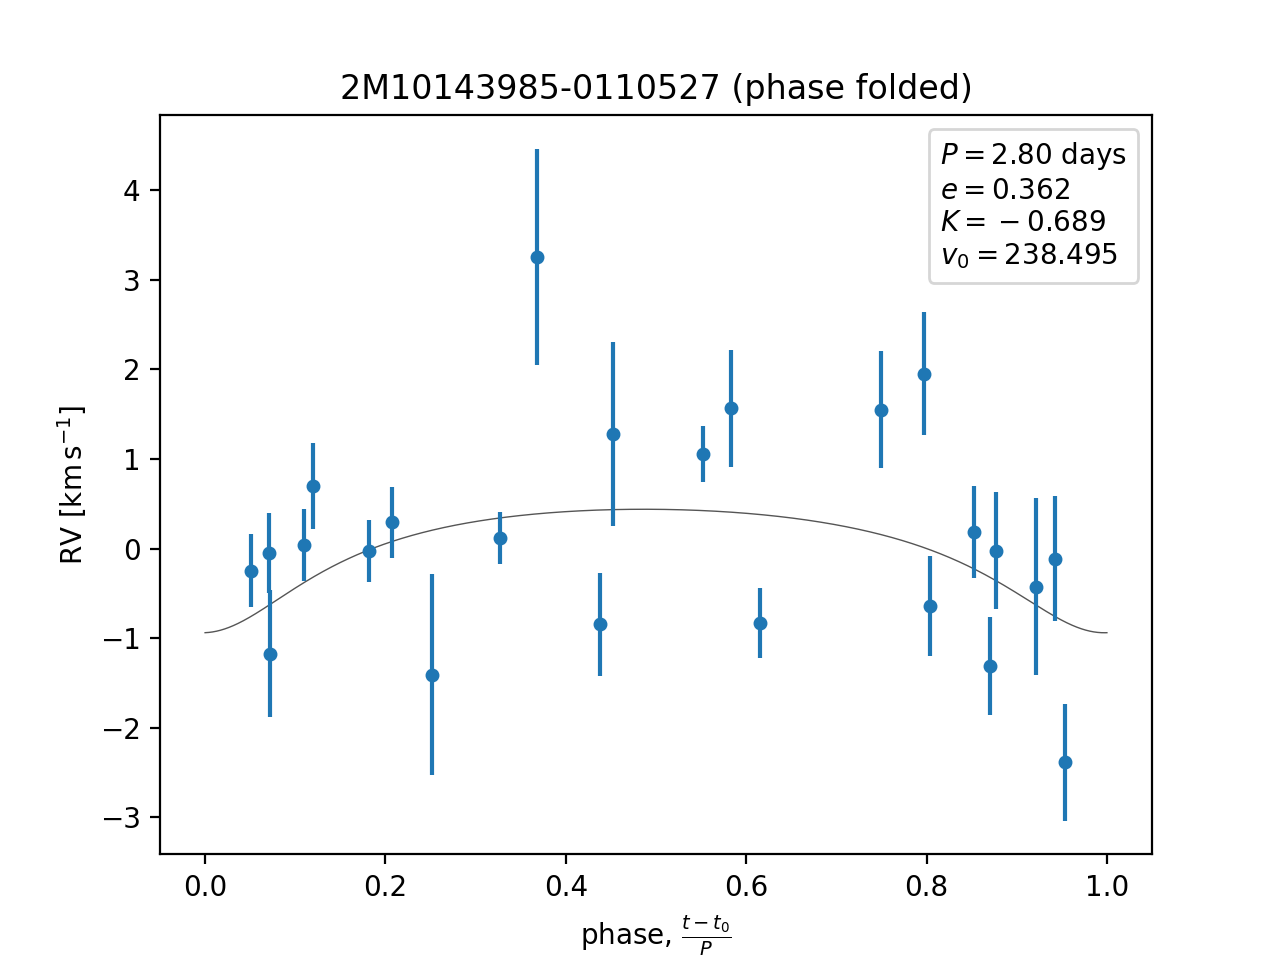 2M10143985-0110527 (phase folded)
P = 2.80 days
e = 0.362
K = −0.689
v₀ = 238.495
RV [km s⁻¹]
4
3
2
1
0
−1
−2
−3
0.0 0.2 0.4 0.6 0.8 1.0
phase, (t − t₀)/P